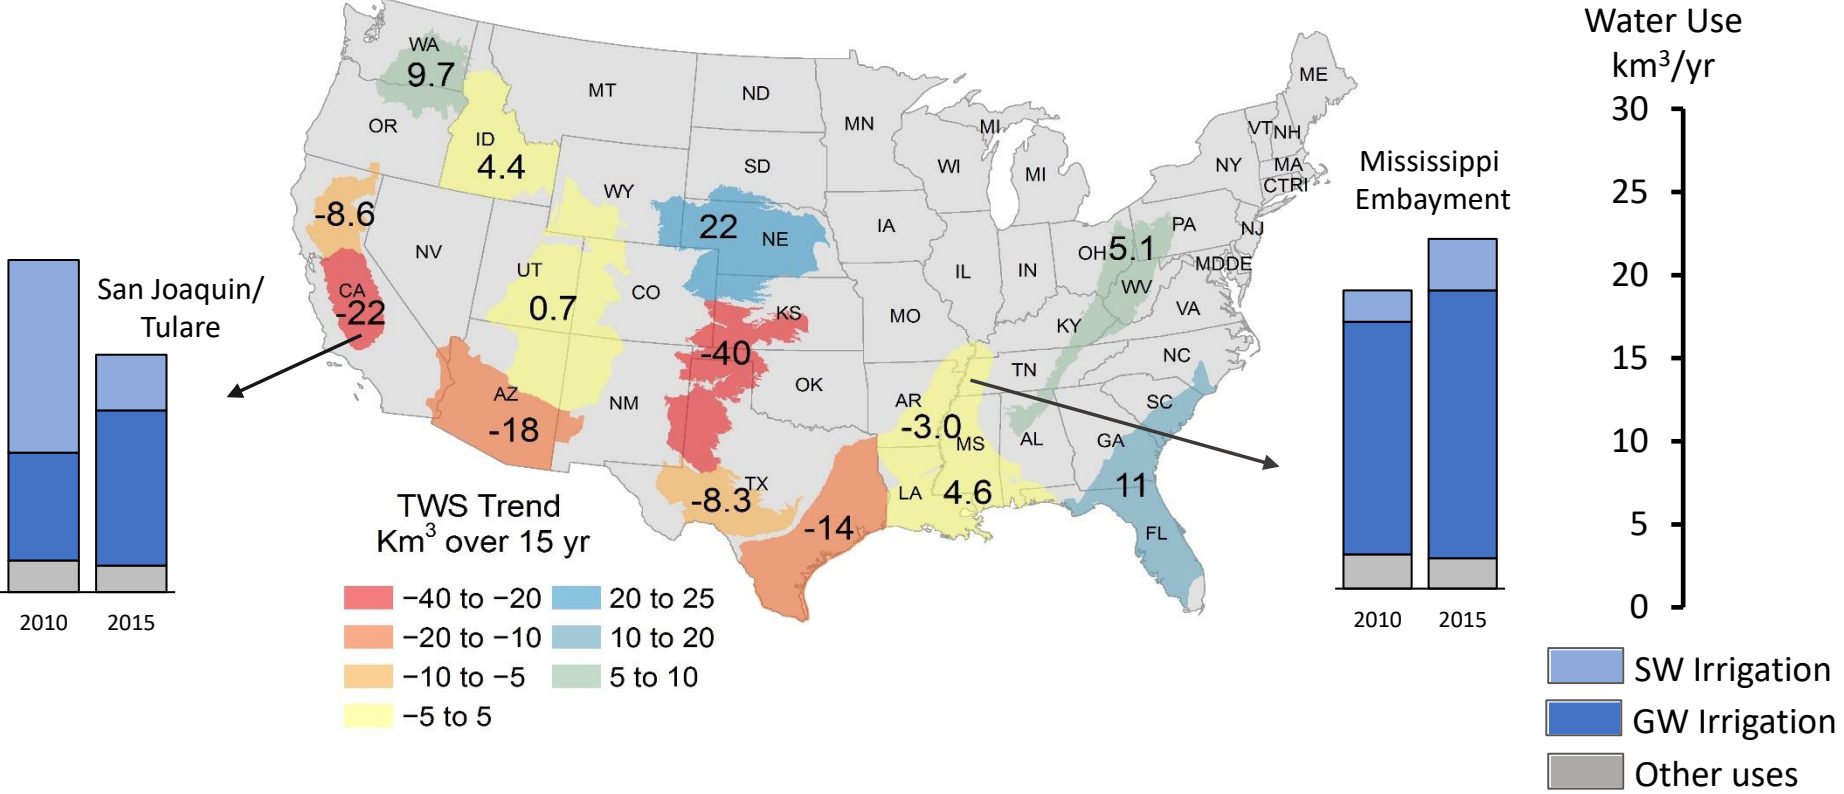 Water Use
km³/yr
30
25
20
15
10
5
0
SW Irrigation
GW Irrigation
Other uses
San Joaquin/
Tulare
2010
2015
Mississippi
Embayment
2010
2015
WA
9.7
OR
ID
4.4
MT
ND
MN
WI
MI
MI
ME
VT
NH
NY
MA
CT
RI
SD
WY
-8.6
NV
UT
0.7
CO
22
NE
IA
IL
IN
OH
5.1
PA
NJ
MD
DE
WV
VA
KY
CA
-22
KS
-40
MO
AZ
-18
NM
OK
AR
-3.0
MS
TN
NC
SC
AL
GA
11
FL
LA
4.6
TX
-8.3
-14
TWS Trend
Km³ over 15 yr
−40 to −20
−20 to −10
−10 to −5
−5 to 5
20 to 25
10 to 20
5 to 10